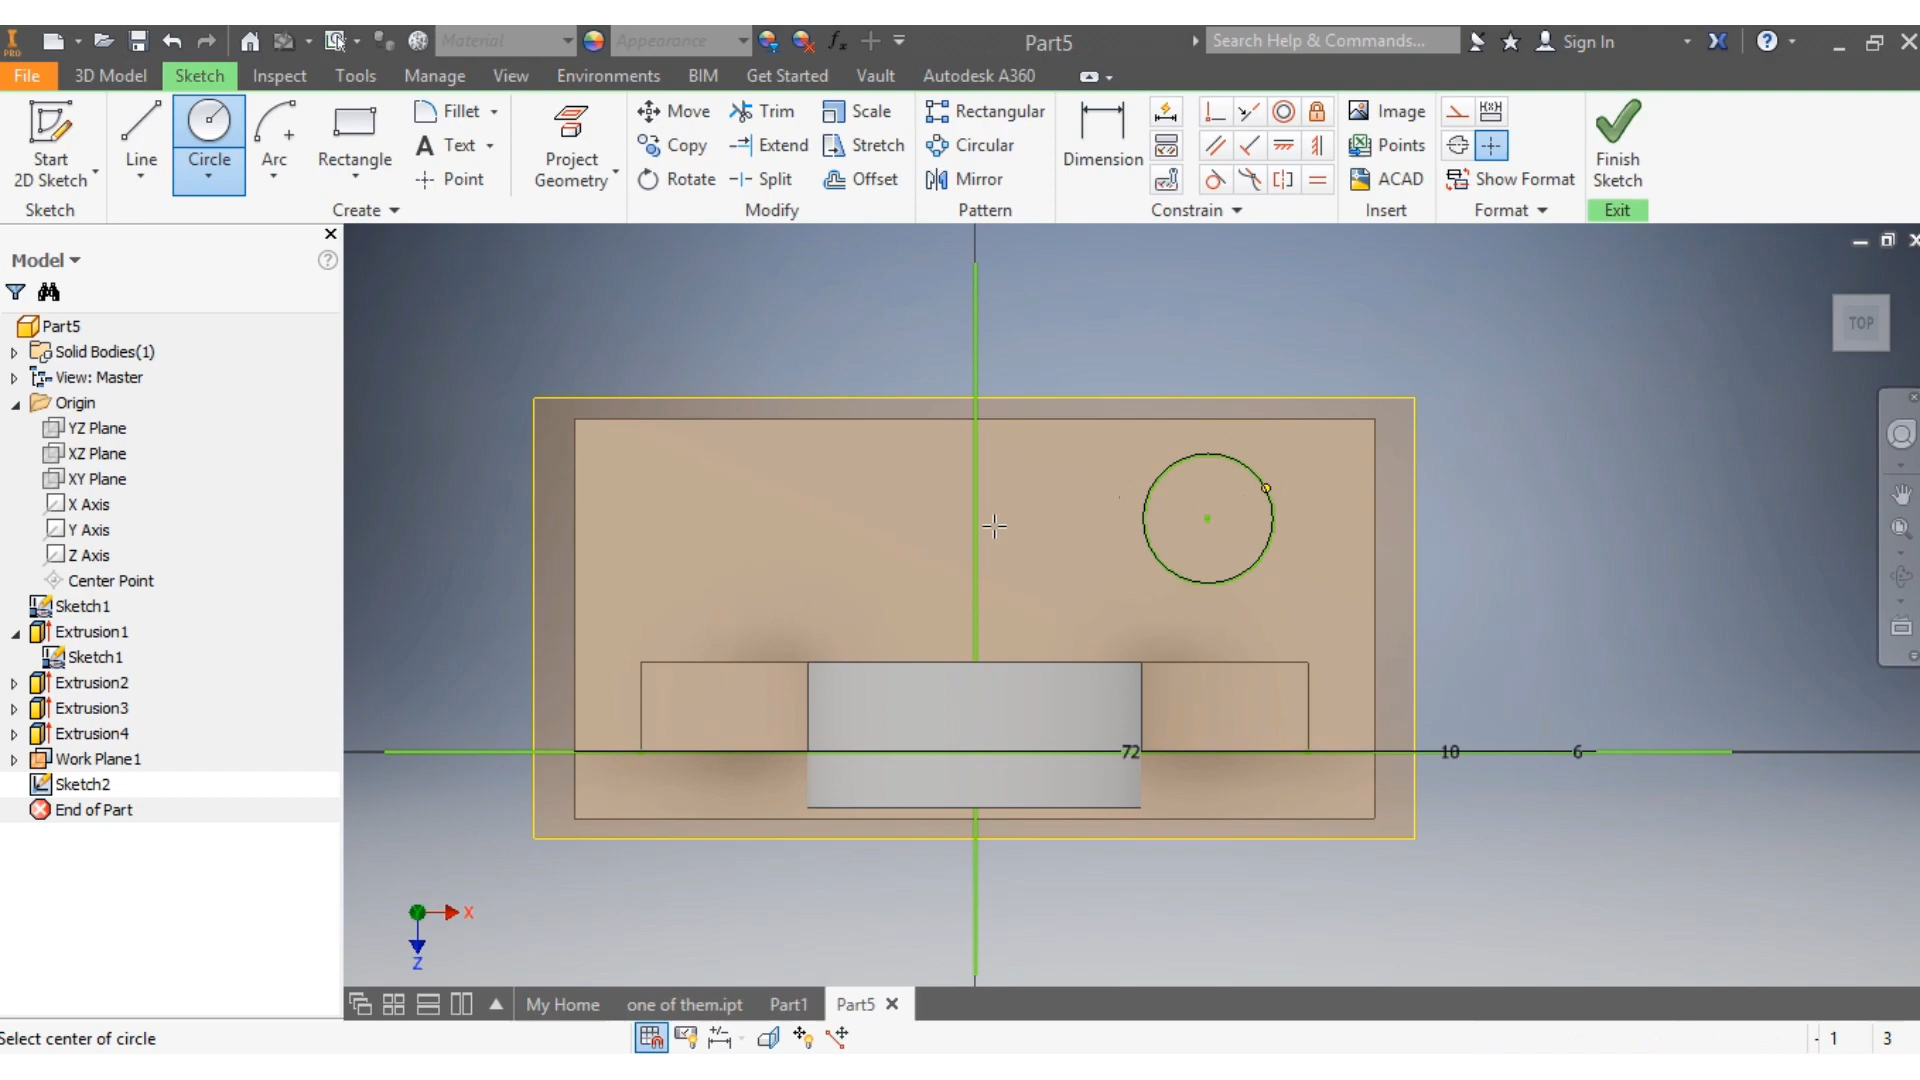 PRO Material Appearance Part5 Search Help & Commands... Sign In
File 3D Model Sketch Inspect Tools Manage View Environments BIM Get Started Vault Autodesk A360
Start 2D Sketch
Line
Circle
Arc
Rectangle
Fillet
Text
Point
Project Geometry
Move
Copy
Rotate
Trim
Extend
Split
Scale
Stretch
Offset
Rectangular
Circular
Mirror
Dimension
Image
Points
ACAD
Show Format
Finish Sketch
Sketch Create Modify Pattern Constrain Insert Format Exit
Model
Part5
Solid Bodies(1)
View: Master
Origin
YZ Plane
XZ Plane
XY Plane
X Axis
Y Axis
Z Axis
Center Point
Sketch1
Extrusion1
Sketch1
Extrusion2
Extrusion3
Extrusion4
Work Plane1
Sketch2
End of Part
TOP
72 10 6
X
Z
My Home one of them.ipt Part1 Part5
Select center of circle
1 3